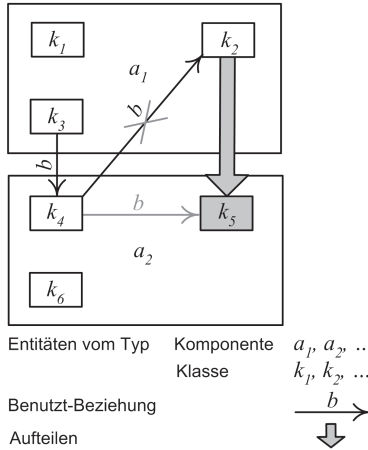 k1 k2
a1
b
k3
b
k4 b k5
a2
k6
Entitäten vom Typ Komponente a1, a2, ..
Klasse k1, k2, ...
Benutzt-Beziehung b
Aufteilen